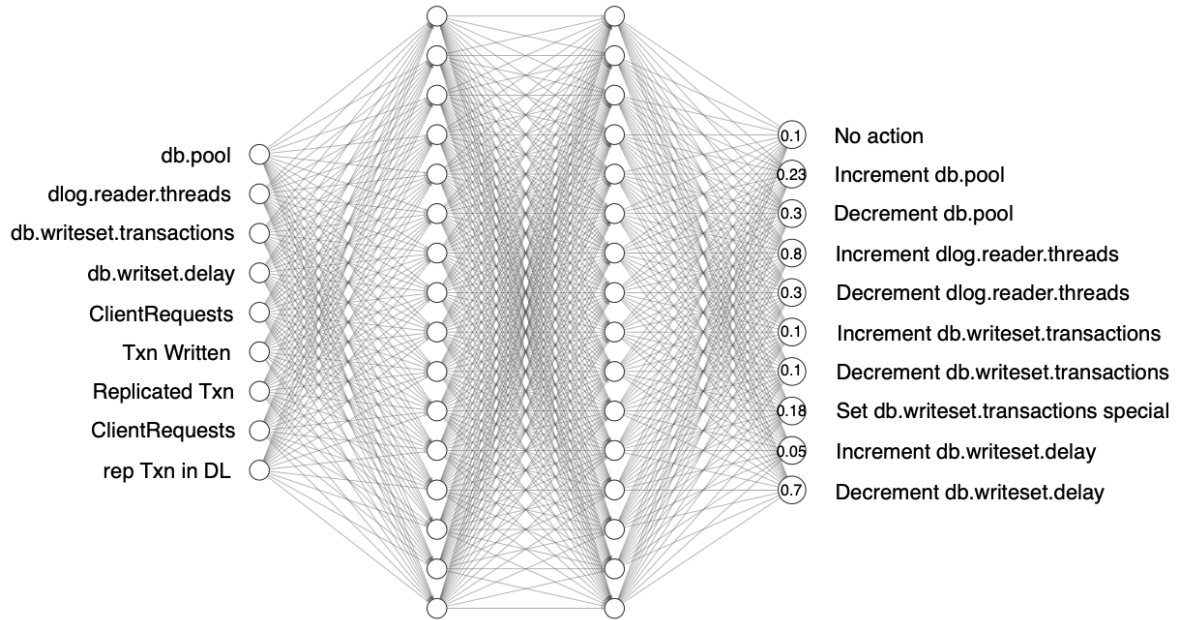 db.pool
dlog.reader.threads
db.writeset.transactions
db.writset.delay
ClientRequests
Txn Written
Replicated Txn
ClientRequests
rep Txn in DL
0.1 No action
0.23 Increment db.pool
0.3 Decrement db.pool
0.8 Increment dlog.reader.threads
0.3 Decrement dlog.reader.threads
0.1 Increment db.writeset.transactions
0.1 Decrement db.writeset.transactions
0.18 Set db.writeset.transactions special
0.05 Increment db.writeset.delay
0.7 Decrement db.writeset.delay